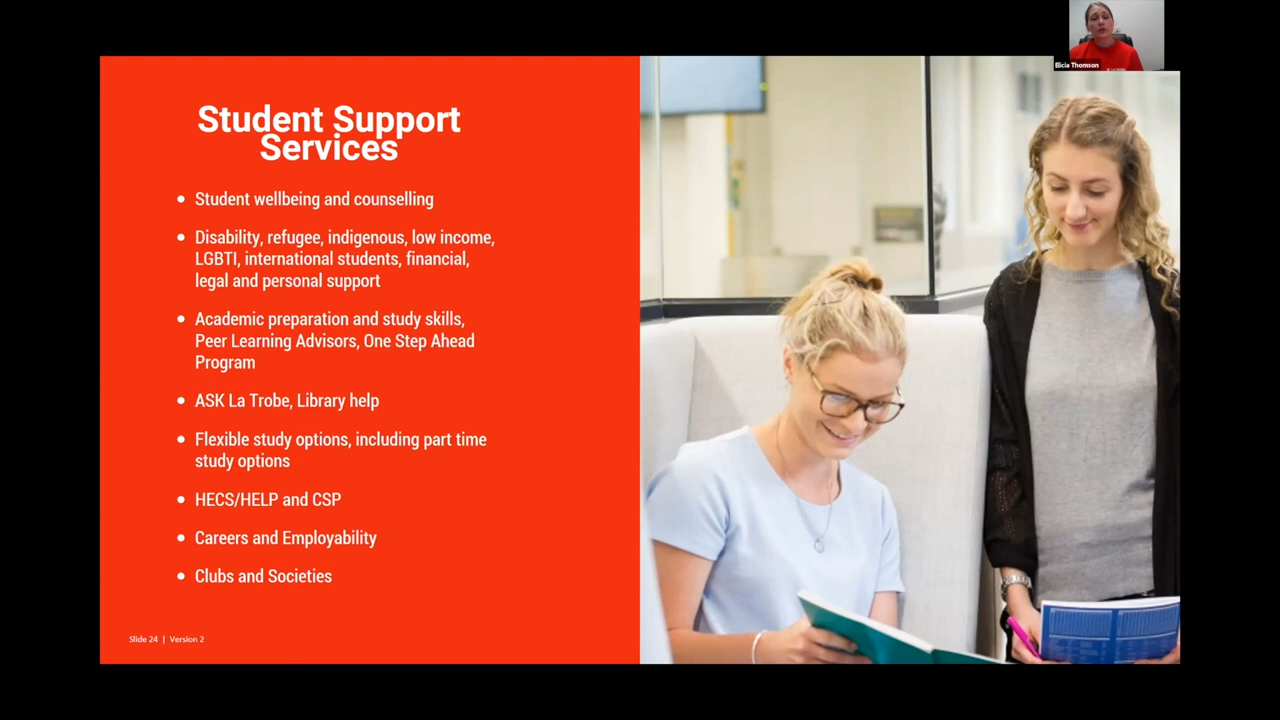 Elicia Thomson
Student Support
Services
• Student wellbeing and counselling
• Disability, refugee, indigenous, low income,
LGBTI, international students, financial,
legal and personal support
• Academic preparation and study skills,
Peer Learning Advisors, One Step Ahead
Program
• ASK La Trobe, Library help
• Flexible study options, including part time
study options
• HECS/HELP and CSP
• Careers and Employability
• Clubs and Societies
Slide 24 | Version 2